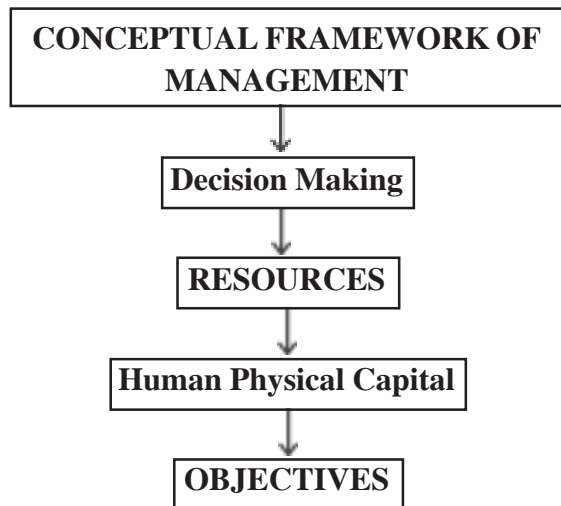 CONCEPTUAL FRAMEWORK OF
MANAGEMENT
Decision Making
RESOURCES
Human Physical Capital
OBJECTIVES